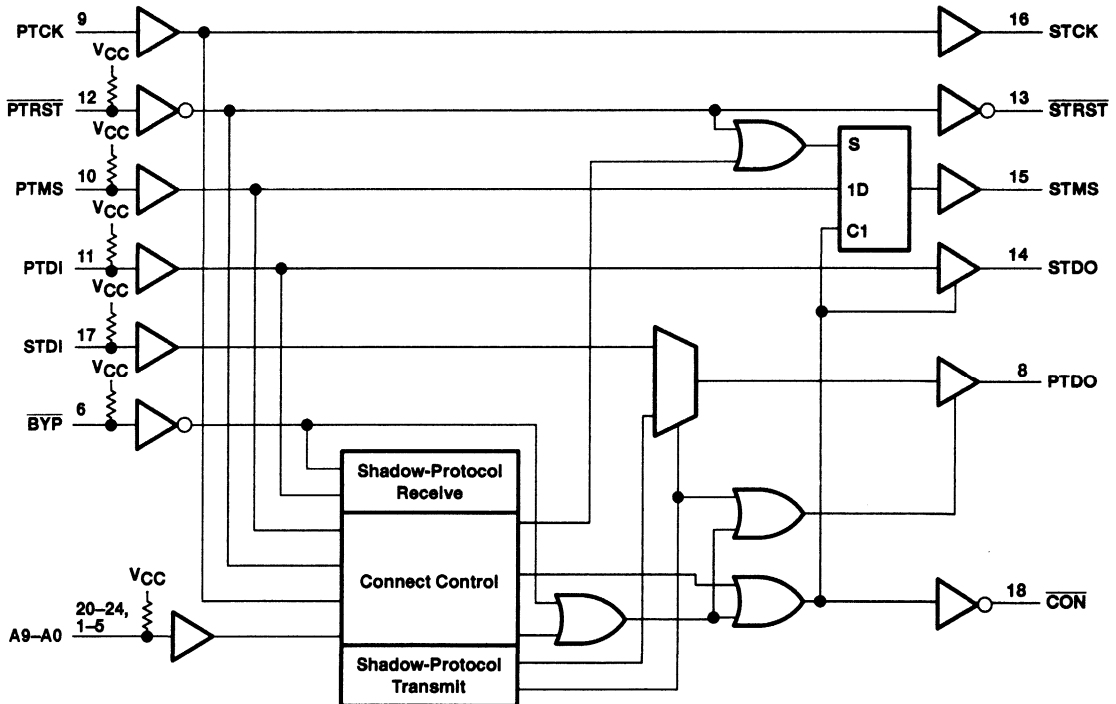 PTCK 9 16 STCK
VCC
PTRST 12 13 STRST
VCC
S
PTMS 10 1D 15 STMS
VCC
C1
PTDI 11 14 STDO
VCC
STDI 17
VCC
8 PTDO
BYP 6
Shadow-Protocol
Receive
Connect Control
VCC
20–24,
1–5
A9–A0
18 CON
Shadow-Protocol
Transmit